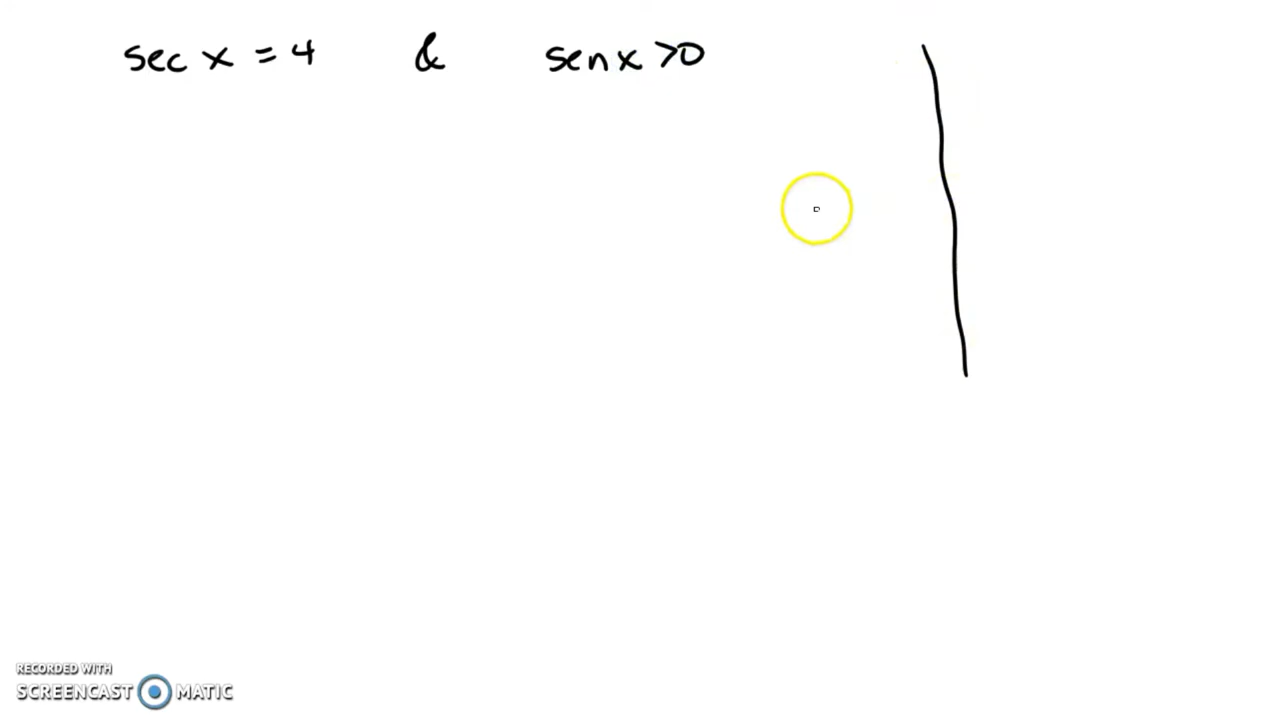 sec x = 4 & sen x > 0
RECORDED WITH
SCREENCAST MATIC